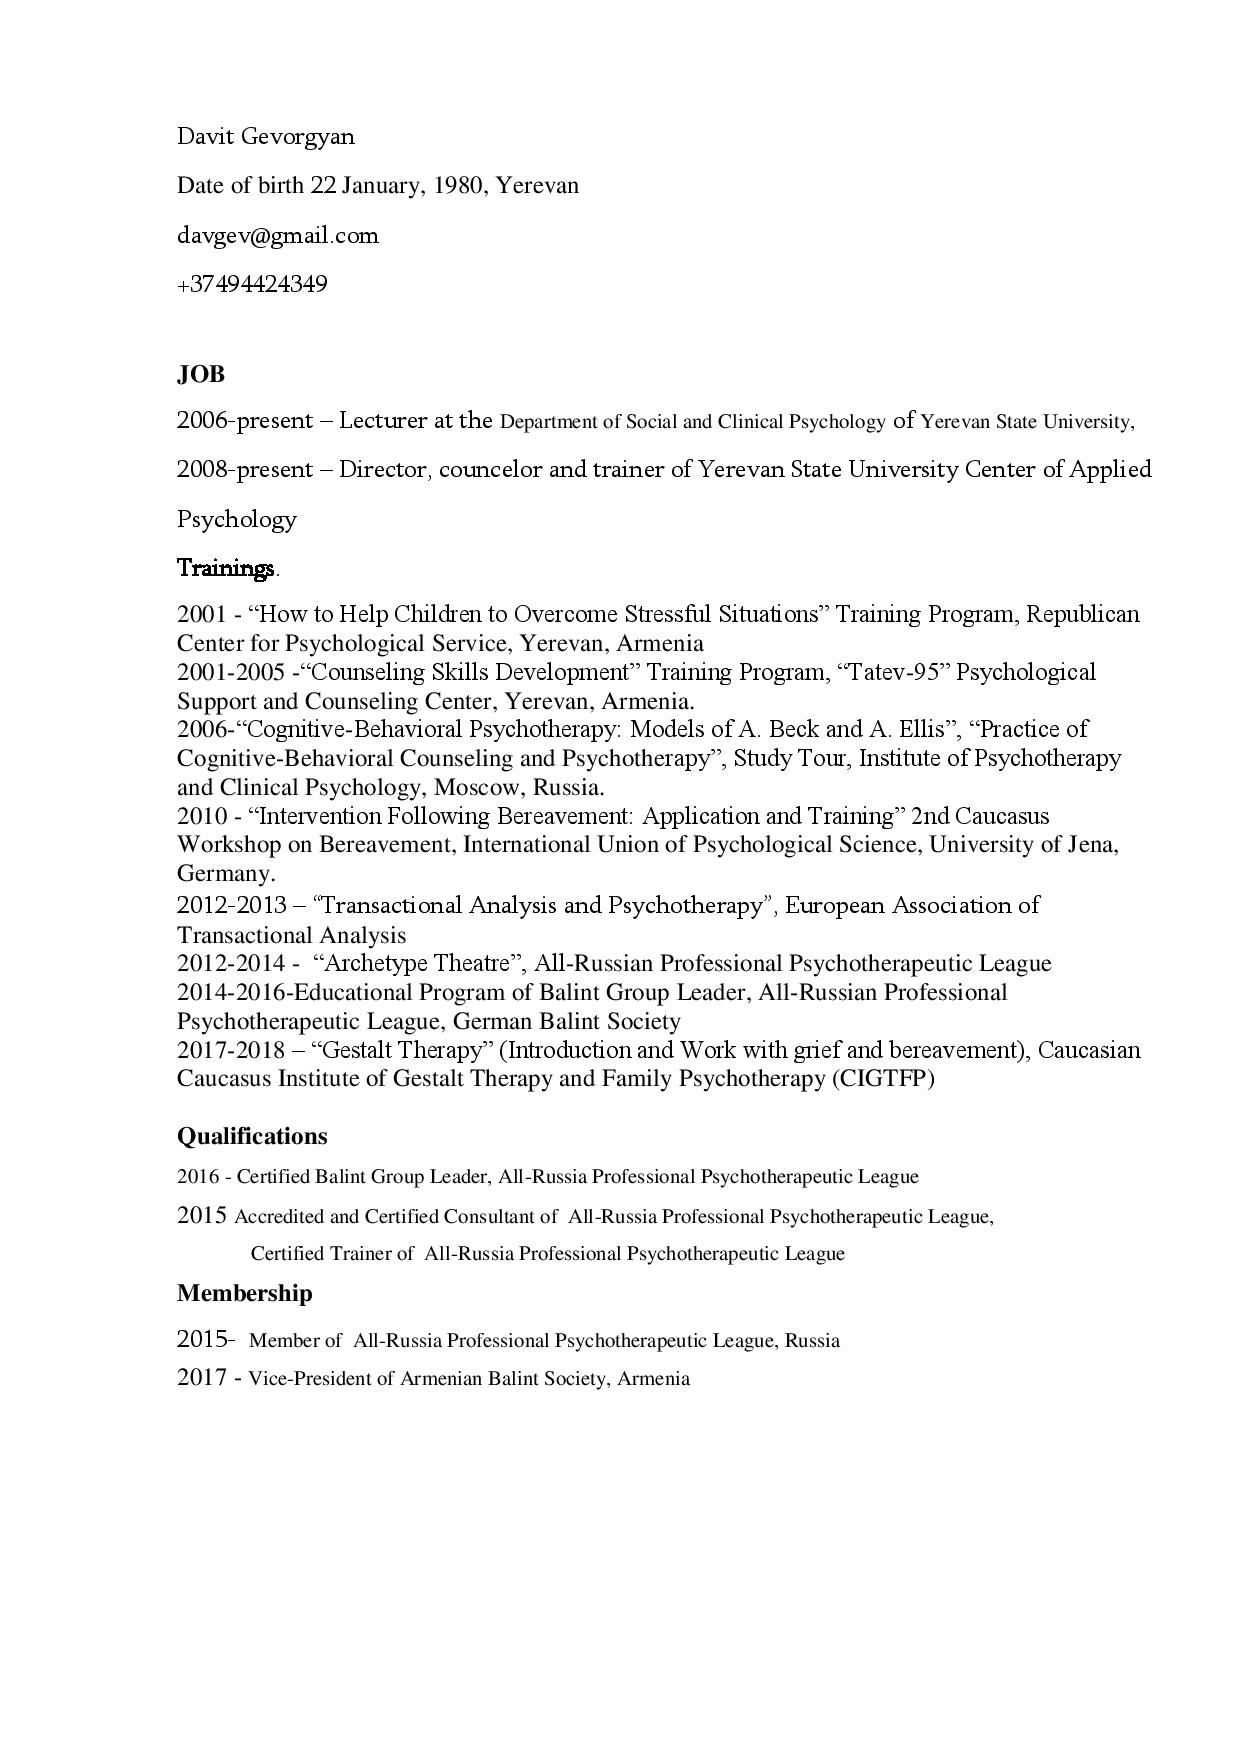 Davit Gevorgyan
Date of birth 22 January, 1980, Yerevan
davgev@gmail.com
+37494424349
JOB
2006-present – Lecturer at the Department of Social and Clinical Psychology of Yerevan State University,
2008-present – Director, councelor and trainer of Yerevan State University Center of Applied
Psychology
Trainings.
2001 - “How to Help Children to Overcome Stressful Situations” Training Program, Republican
Center for Psychological Service, Yerevan, Armenia
2001-2005 -“Counseling Skills Development” Training Program, “Tatev-95” Psychological
Support and Counseling Center, Yerevan, Armenia.
2006-“Cognitive-Behavioral Psychotherapy: Models of A. Beck and A. Ellis”, “Practice of
Cognitive-Behavioral Counseling and Psychotherapy”, Study Tour, Institute of Psychotherapy
and Clinical Psychology, Moscow, Russia.
2010 - “Intervention Following Bereavement: Application and Training” 2nd Caucasus
Workshop on Bereavement, International Union of Psychological Science, University of Jena,
Germany.
2012-2013 – “Transactional Analysis and Psychotherapy”, European Association of
Transactional Analysis
2012-2014 - “Archetype Theatre”, All-Russian Professional Psychotherapeutic League
2014-2016-Educational Program of Balint Group Leader, All-Russian Professional
Psychotherapeutic League, German Balint Society
2017-2018 – “Gestalt Therapy” (Introduction and Work with grief and bereavement), Caucasian
Caucasus Institute of Gestalt Therapy and Family Psychotherapy (CIGTFP)
Qualifications
2016 - Certified Balint Group Leader, All-Russia Professional Psychotherapeutic League
2015 Accredited and Certified Consultant of All-Russia Professional Psychotherapeutic League,
Certified Trainer of All-Russia Professional Psychotherapeutic League
Membership
2015- Member of All-Russia Professional Psychotherapeutic League, Russia
2017 - Vice-President of Armenian Balint Society, Armenia